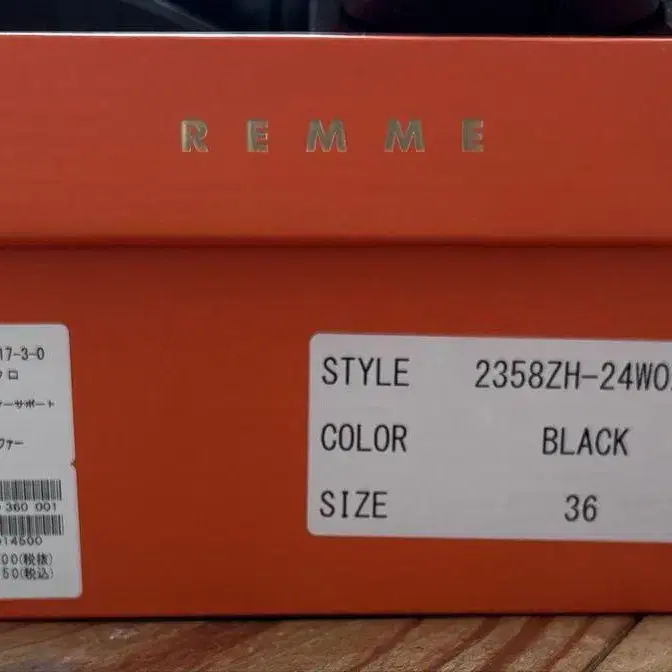 REMME
17-3-0
クロ
ーサポート
ファー
360 001
14500
00(税抜)
50(税込)
STYLE 2358ZH-24WO
COLOR BLACK
SIZE 36